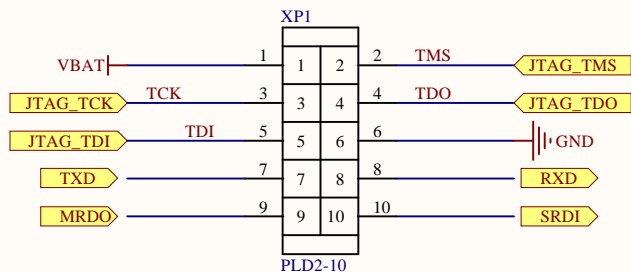 XP1
VBAT 1 1 2 2 TMS JTAG_TMS
JTAG_TCK TCK 3 3 4 4 TDO JTAG_TDO
JTAG_TDI TDI 5 5 6 6 GND
TXD 7 7 8 8 RXD
MRDO 9 9 10 10 SRDI
PLD2-10